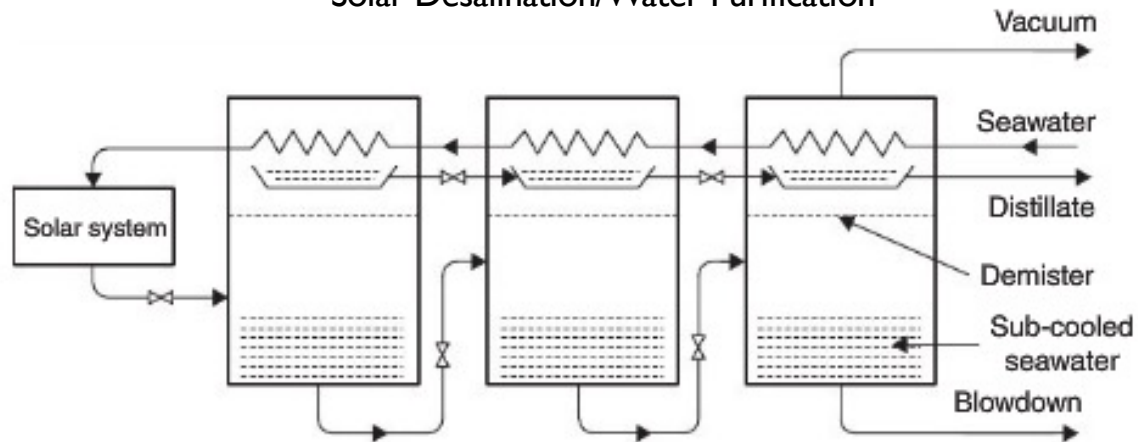 Solar Desalination/Water Purification
Vacuum
Seawater
Distillate
Solar system
Demister
Sub-cooled
seawater
Blowdown